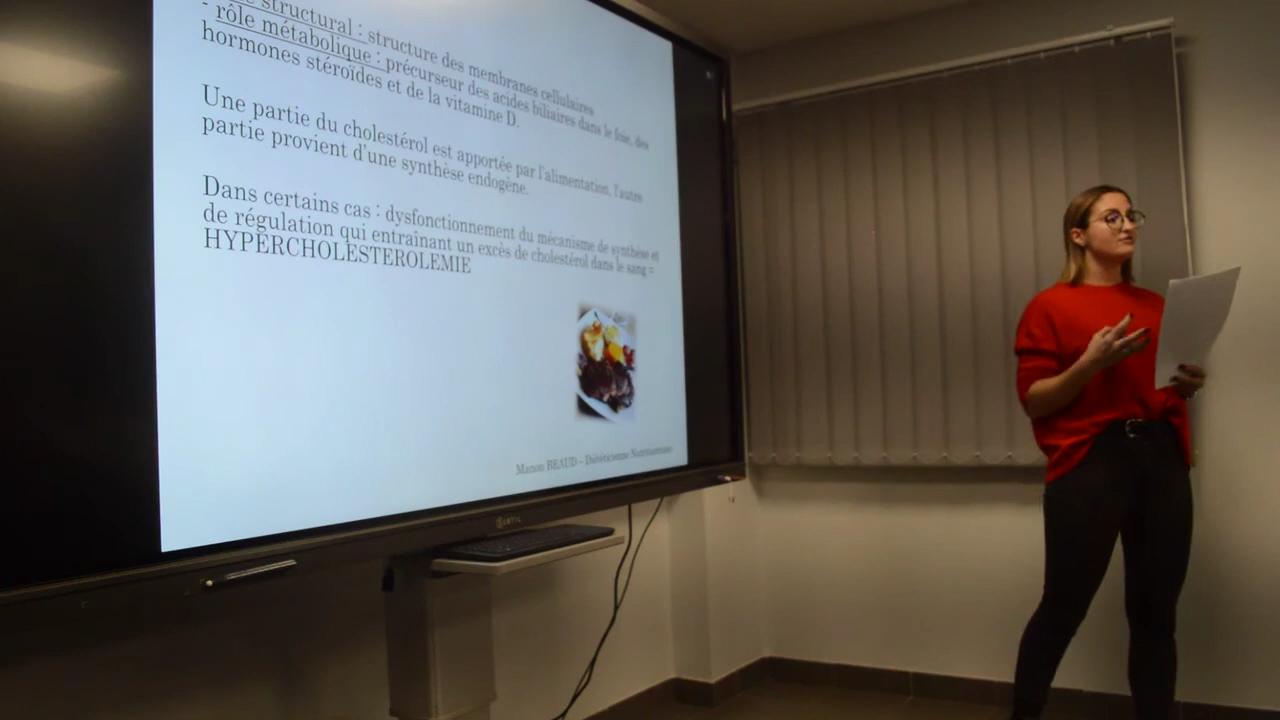 structural : structure des membranes cellulaires
- rôle métabolique : précurseur des acides biliaires dans le foie, des
hormones stéroïdes et de la vitamine D.
Une partie du cholestérol est apportée par l'alimentation, l'autre
partie provient d'une synthèse endogène.
Dans certains cas : dysfonctionnement du mécanisme de synthèse et
de régulation qui entraînant un excès de cholestérol dans le sang =
HYPERCHOLESTEROLEMIE
Manon BEAUD – Diététicienne Nutritionniste